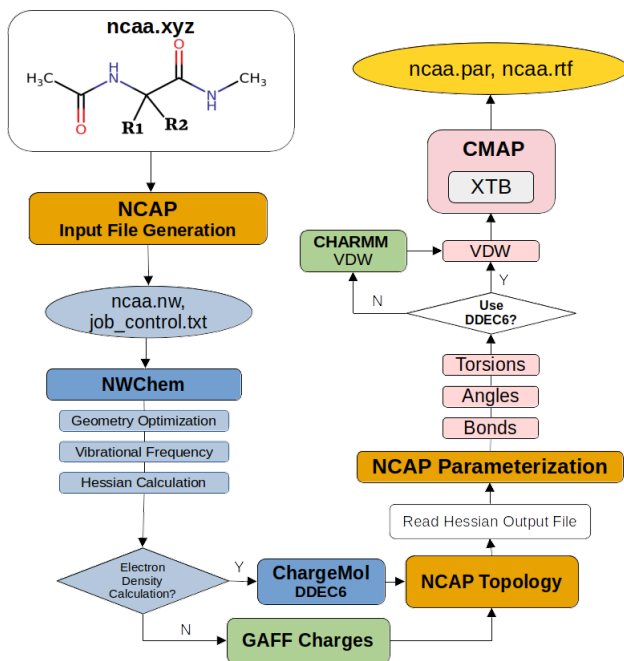 ncaa.xyz
O
H
N
H₃C
CH₃
N
H
O
R1
R2
NCAP
Input File Generation
ncaa.nw,
job_control.txt
NWChem
Geometry Optimization
Vibrational Frequency
Hessian Calculation
Electron
Density
Calculation?
Y
N
ChargeMol
DDEC6
GAFF Charges
NCAP Topology
Read Hessian Output File
NCAP Parameterization
Bonds
Angles
Torsions
Use
DDEC6?
N
Y
CHARMM
VDW
VDW
CMAP
XTB
ncaa.par, ncaa.rtf